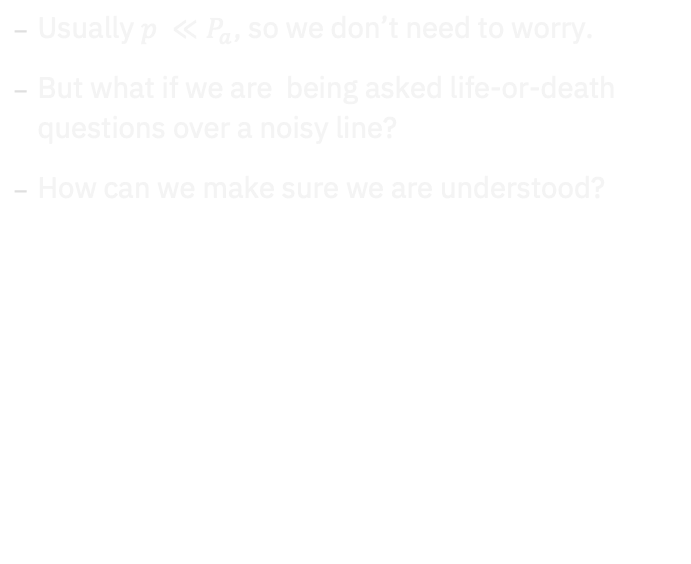 – Usually p ≪ Pₐ, so we don't need to worry.
– But what if we are being asked life-or-death
questions over a noisy line?
– How can we make sure we are understood?